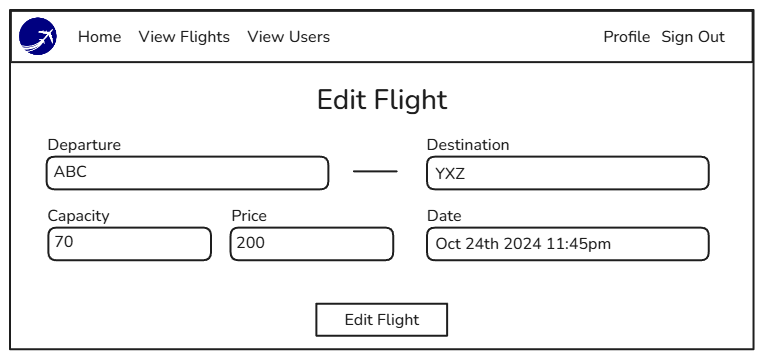 Home View Flights View Users Profile Sign Out
Edit Flight
Departure Destination
ABC YXZ
Capacity Price Date
70 200 Oct 24th 2024 11:45pm
Edit Flight